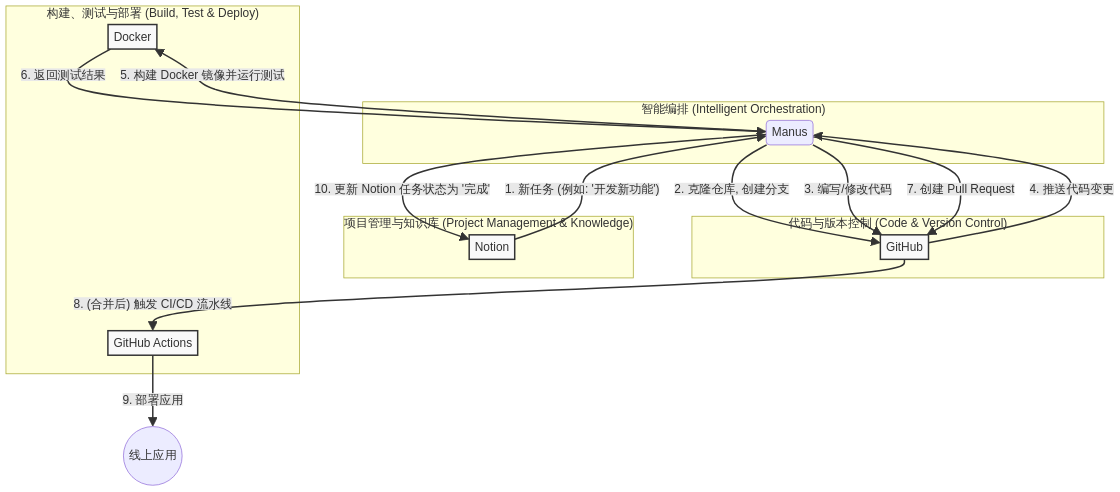 构建、测试与部署 (Build, Test & Deploy)
Docker
6. 返回测试结果
5. 构建 Docker 镜像并运行测试
智能编排 (Intelligent Orchestration)
Manus
10. 更新 Notion 任务状态为 '完成'
1. 新任务 (例如: '开发新功能')
2. 克隆仓库, 创建分支
3. 编写/修改代码
7. 创建 Pull Request
4. 推送代码变更
项目管理与知识库 (Project Management & Knowledge)
Notion
代码与版本控制 (Code & Version Control)
GitHub
8. (合并后) 触发 CI/CD 流水线
GitHub Actions
9. 部署应用
线上应用